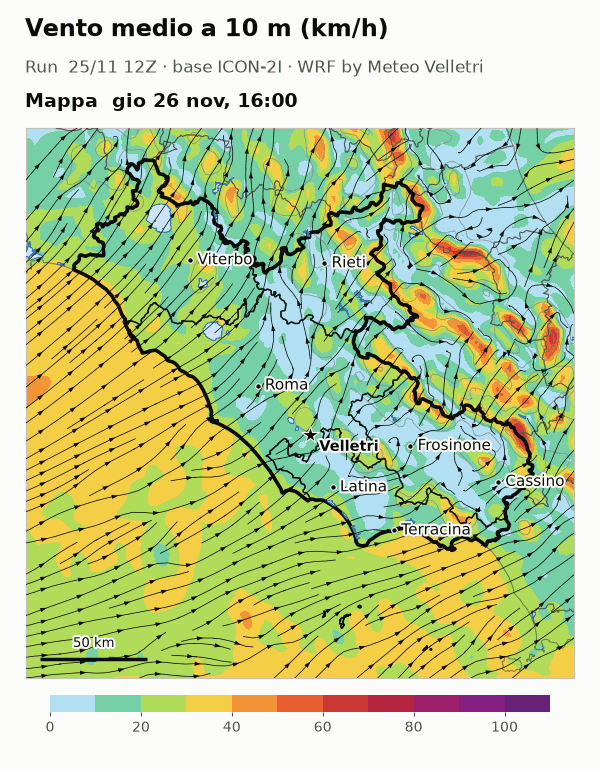 Vento medio a 10 m (km/h)
Run  25/11 12Z · base ICON-2I · WRF by Meteo Velletri
Mappa  gio 26 nov, 16:00
Viterbo
Rieti
Roma
Velletri
Frosinone
Latina
Cassino
Terracina
50 km
0 20 40 60 80 100